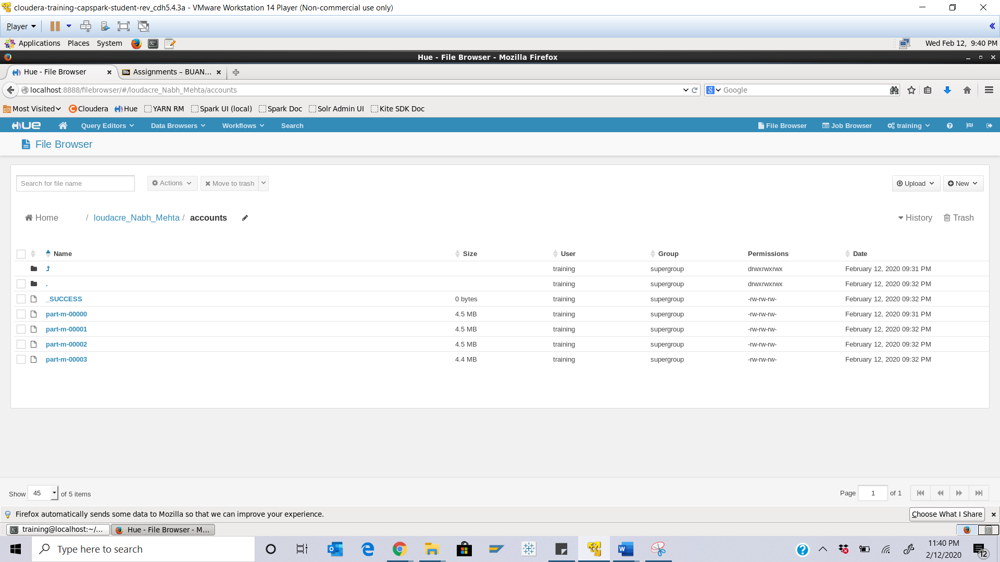 cloudera-training-capspark-student-rev_cdh5.4.3a - VMware Workstation 14 Player (Non-commercial use only)
Player
Applications Places System Wed Feb 12, 9:40 PM
Hue - File Browser - Mozilla Firefox
Hue - File Browser Bb Assignments – BUAN...
localhost:8888/filebrowser/#/loudacre_Nabh_Mehta/accounts Google
Most Visited Cloudera Hue YARN RM Spark UI (local) Spark Doc Solr Admin UI Kite SDK Doc
HUE Query Editors Data Browsers Workflows Search File Browser Job Browser training
File Browser
Search for file name Actions Move to trash Upload New
Home / loudacre_Nabh_Mehta / accounts History Trash
Name Size User Group Permissions Date
training supergroup drwxrwxrwx February 12, 2020 09:31 PM
. training supergroup drwxrwxrwx February 12, 2020 09:32 PM
_SUCCESS 0 bytes training supergroup -rw-rw-rw- February 12, 2020 09:32 PM
part-m-00000 4.5 MB training supergroup -rw-rw-rw- February 12, 2020 09:31 PM
part-m-00001 4.5 MB training supergroup -rw-rw-rw- February 12, 2020 09:32 PM
part-m-00002 4.5 MB training supergroup -rw-rw-rw- February 12, 2020 09:32 PM
part-m-00003 4.4 MB training supergroup -rw-rw-rw- February 12, 2020 09:32 PM
Show 45 of 5 items Page 1 of 1
Firefox automatically sends some data to Mozilla so that we can improve your experience. Choose What I Share
training@localhost:~/... Hue - File Browser - M...
Type here to search 11:40 PM
2/12/2020 12